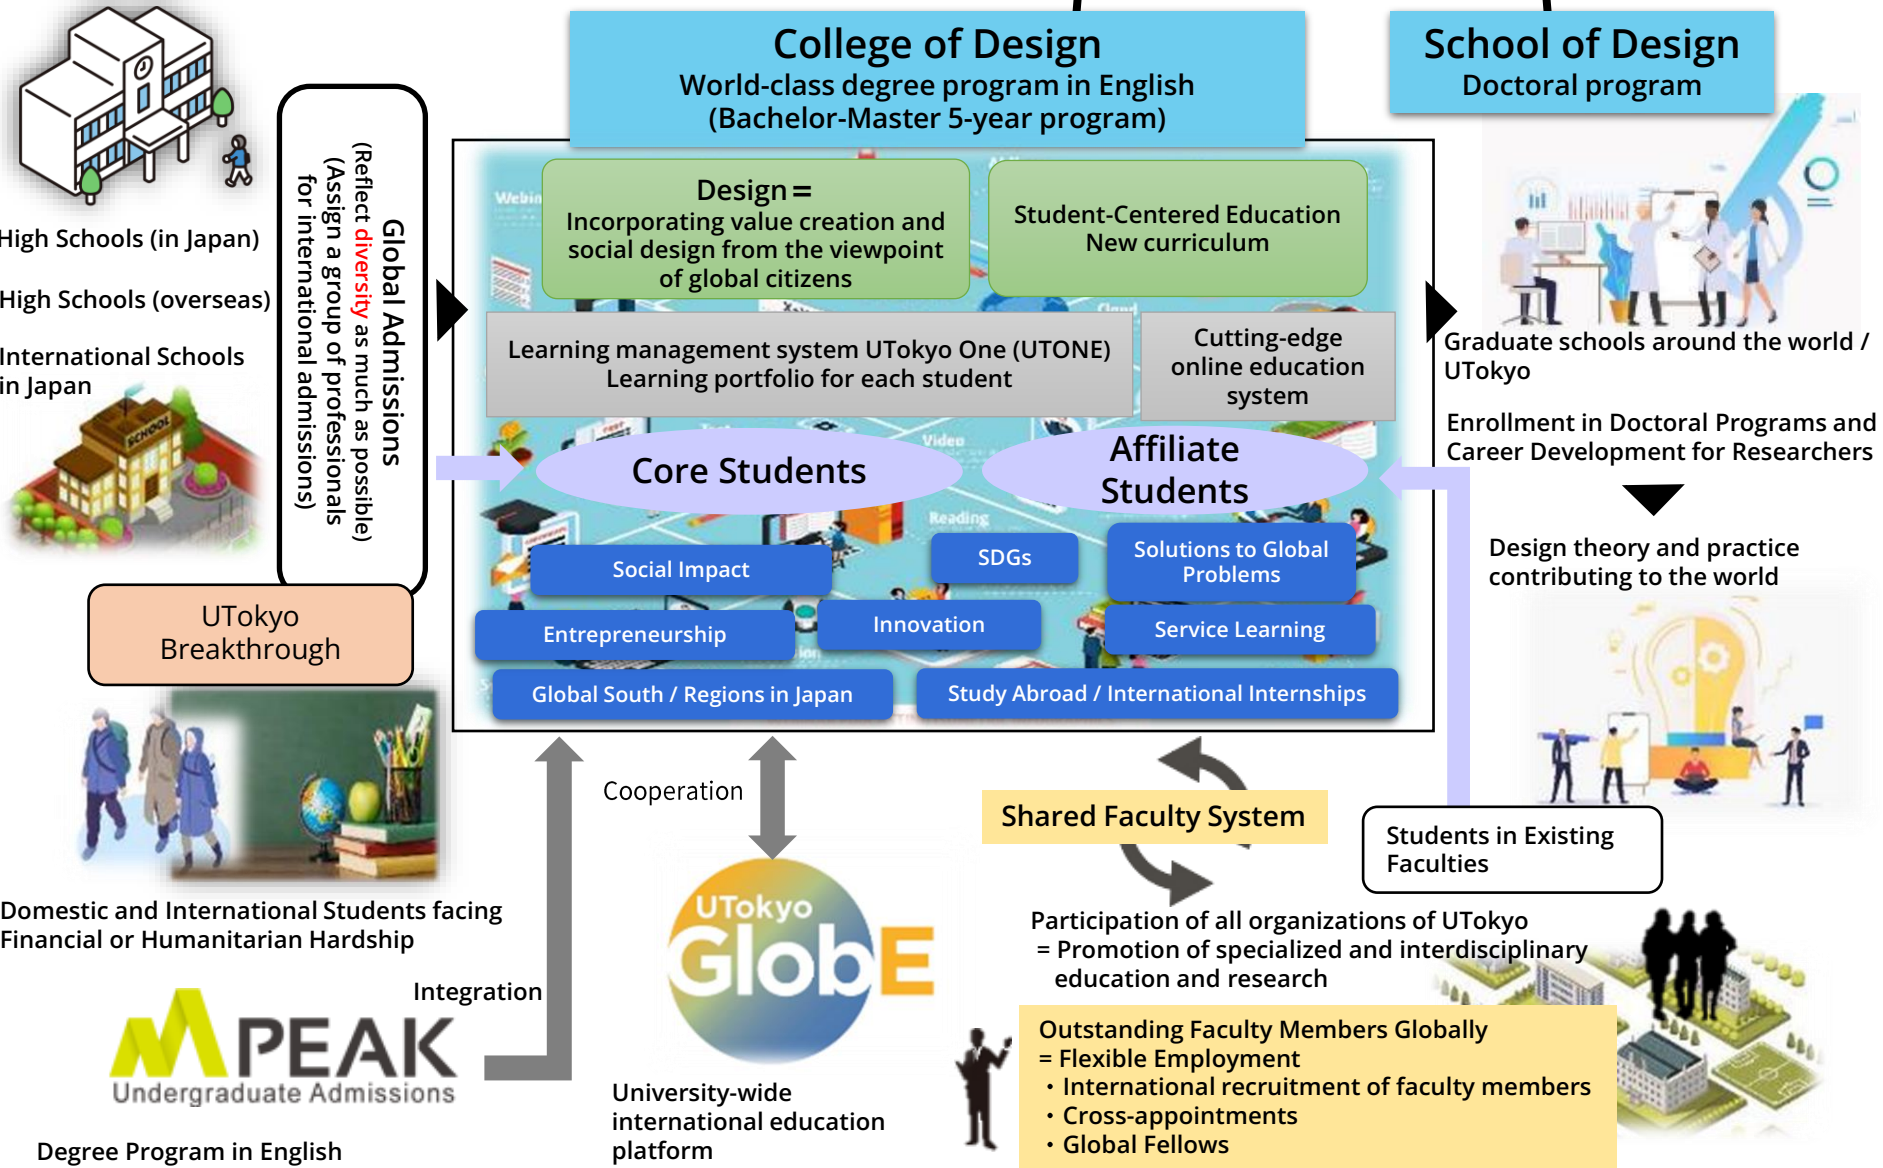 College of Design
World-class degree program in English
(Bachelor-Master 5-year program)
School of Design
Doctoral program
High Schools (in Japan)
High Schools (overseas)
International Schools
in Japan
SCHOOL
Global Admissions
(Reflect diversity as much as possible)
(Assign a group of professionals
for international admissions)
UTokyo
Breakthrough
Domestic and International Students facing
Financial or Humanitarian Hardship
Design =
Incorporating value creation and
social design from the viewpoint
of global citizens
Student-Centered Education
New curriculum
Cloud
Learning management system UTokyo One (UTONE)
Learning portfolio for each student
Cutting-edge
online education
system
Video
Core Students
Affiliate
Students
Reading
Social Impact
SDGs
Solutions to Global
Problems
Entrepreneurship
Innovation
Service Learning
Global South / Regions in Japan
Study Abroad / International Internships
Graduate schools around the world /
UTokyo
Enrollment in Doctoral Programs and
Career Development for Researchers
Design theory and practice
contributing to the world
Cooperation
Shared Faculty System
Students in Existing
Faculties
Integration
PEAK
Undergraduate Admissions
Degree Program in English
UTokyo
GlobE
University-wide
international education
platform
Participation of all organizations of UTokyo
= Promotion of specialized and interdisciplinary
education and research
Outstanding Faculty Members Globally
= Flexible Employment
・International recruitment of faculty members
・Cross-appointments
・Global Fellows